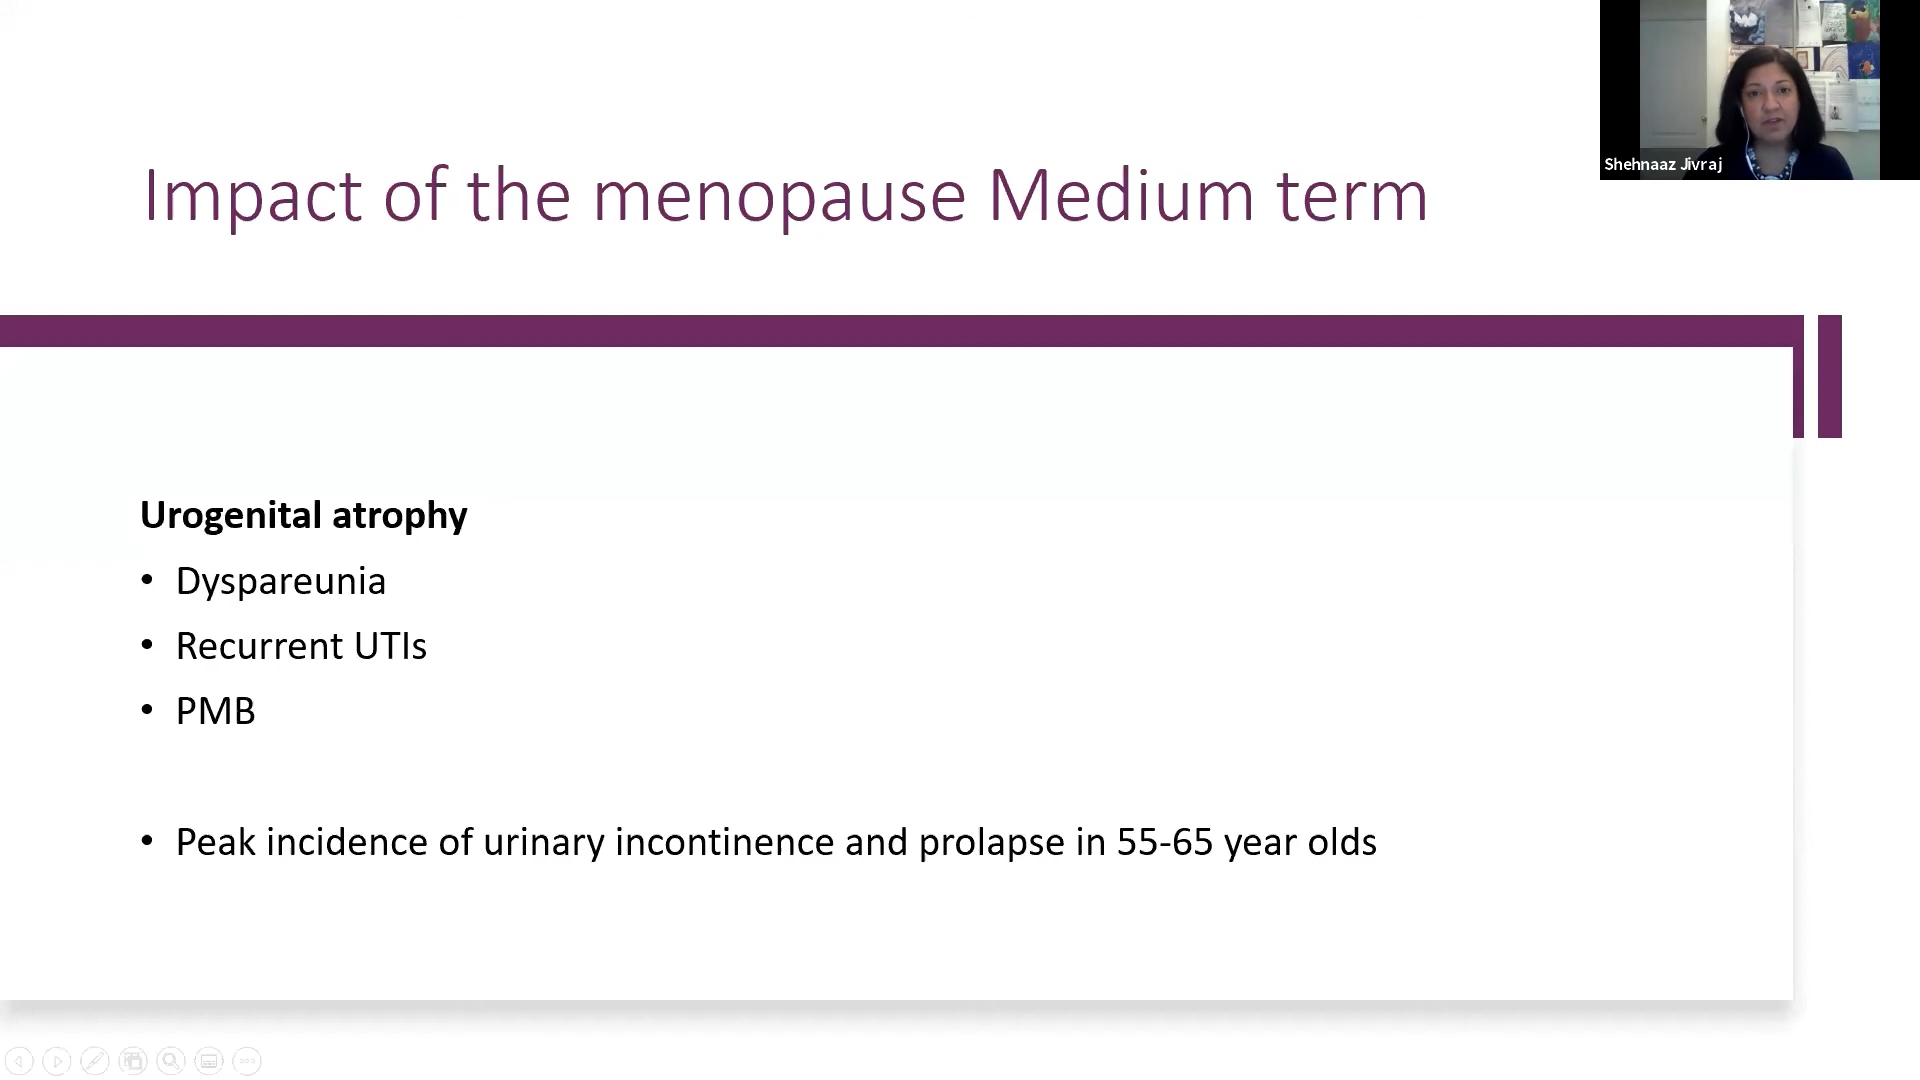 Shehnaaz Jivraj
Impact of the menopause Medium term
Urogenital atrophy
• Dyspareunia
• Recurrent UTIs
• PMB
• Peak incidence of urinary incontinence and prolapse in 55-65 year olds